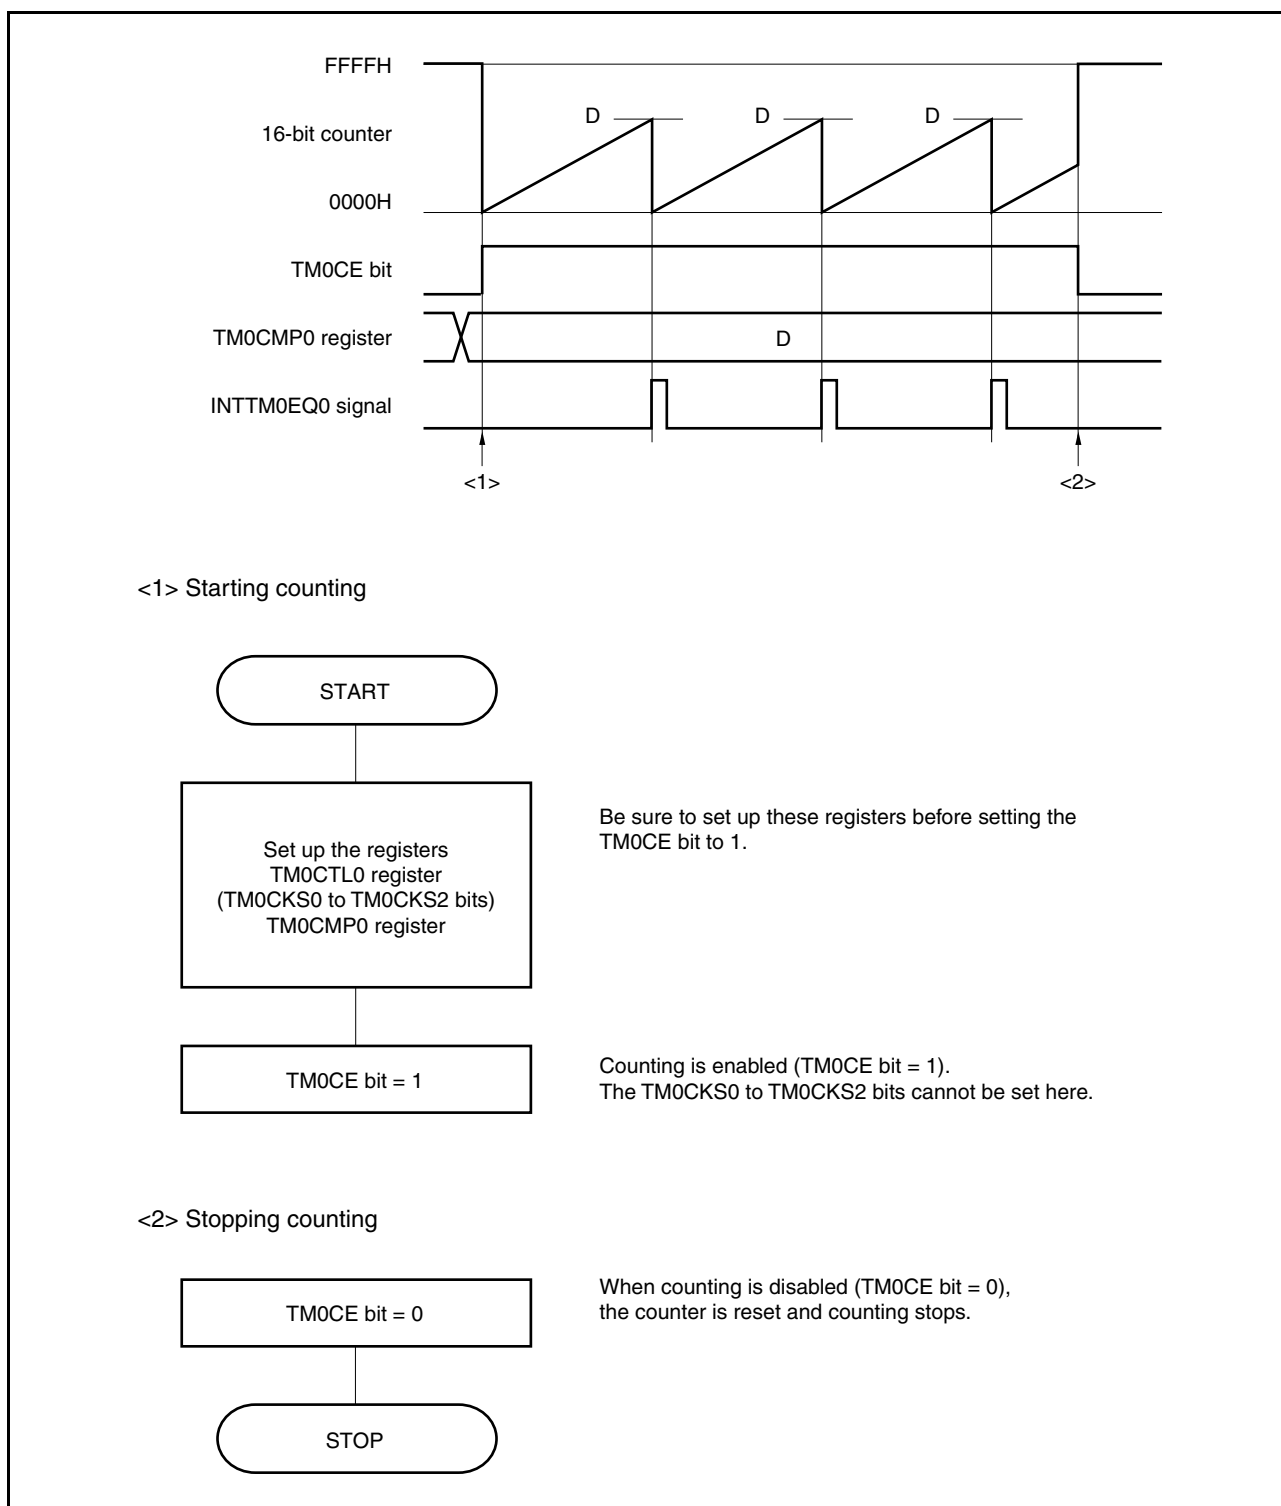 FFFFH
D D D
16-bit counter
0000H
TM0CE bit
TM0CMP0 register D
INTTM0EQ0 signal
<1> <2>
<1> Starting counting
START
Set up the registers
TM0CTL0 register
(TM0CKS0 to TM0CKS2 bits)
TM0CMP0 register
Be sure to set up these registers before setting the
TM0CE bit to 1.
TM0CE bit = 1
Counting is enabled (TM0CE bit = 1).
The TM0CKS0 to TM0CKS2 bits cannot be set here.
<2> Stopping counting
TM0CE bit = 0
When counting is disabled (TM0CE bit = 0),
the counter is reset and counting stops.
STOP